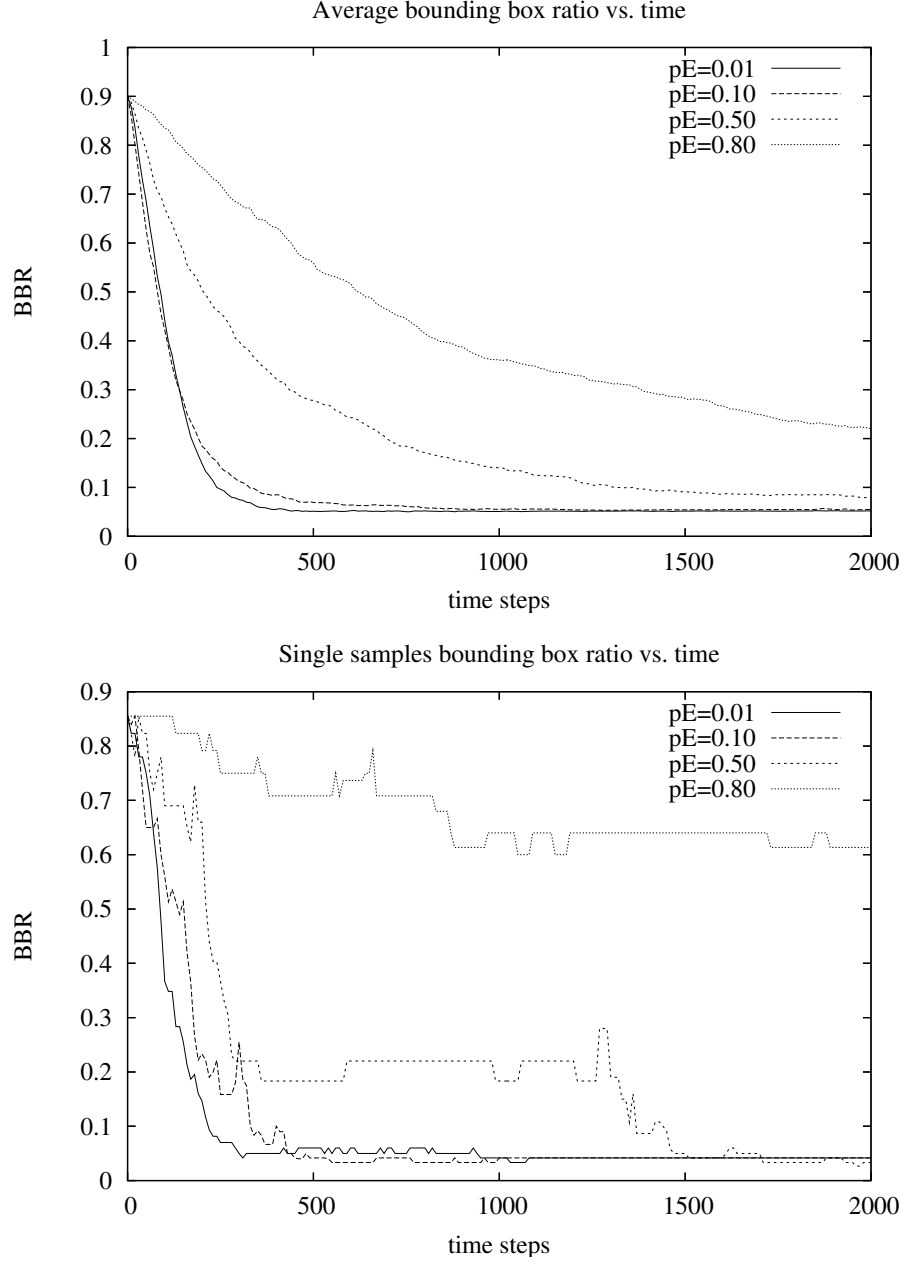 Average bounding box ratio vs. time
1
0.9
0.8
0.7
0.6
0.5
0.4
0.3
0.2
0.1
0
BBR
pE=0.01
pE=0.10
pE=0.50
pE=0.80
0 500 1000 1500 2000
time steps
Single samples bounding box ratio vs. time
0.9
0.8
0.7
0.6
0.5
0.4
0.3
0.2
0.1
0
BBR
pE=0.01
pE=0.10
pE=0.50
pE=0.80
0 500 1000 1500 2000
time steps